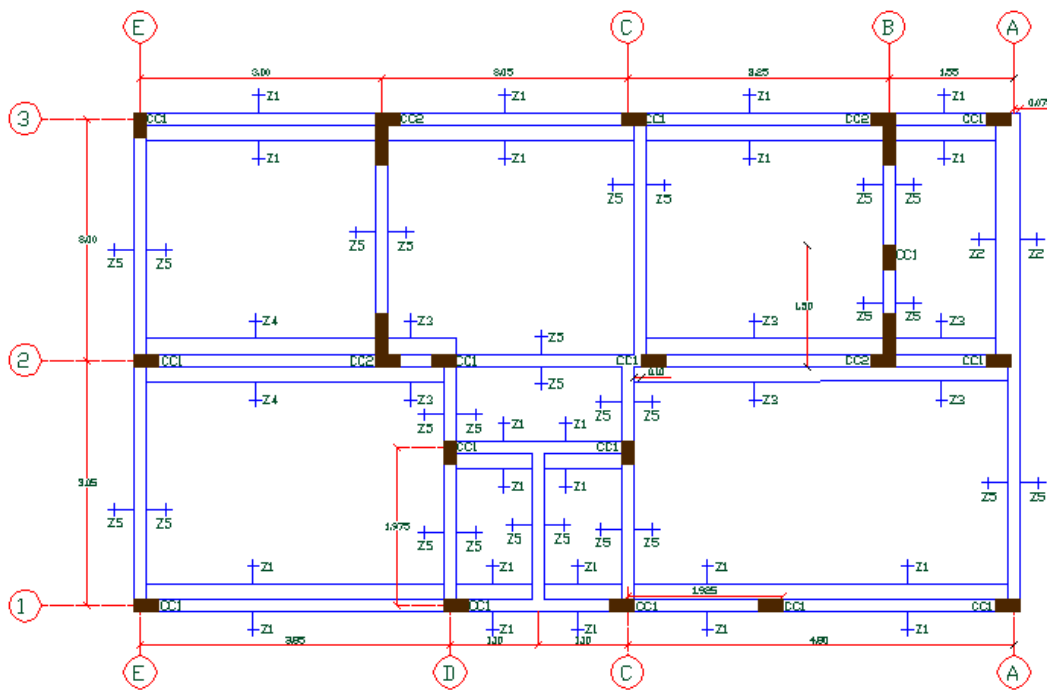 E C B A
3.00 3.05 3.25 1.55
Z1 Z1 Z1 Z1
0.07
3 CC1 CC2 CC1 CC2 CC1
Z1 Z1 Z1 Z1
Z5 Z5 Z5 Z5
Z5 Z5
3.00
Z5 Z5 CC1 Z2 Z2
1.50
Z5 Z5
Z4 Z3 Z3 Z3
Z5
2 CC1 CC2 CC1 CC1 CC2 CC1
0.10
Z5
Z4 Z3 Z3
Z5 Z5 Z5 Z5
Z1 Z1
CC1 CC1
3.05
Z1 Z1
Z5 Z5
Z5 Z5
1.975
Z5 Z5 Z5 Z5 Z5 Z5
Z1 Z1 Z1 Z1 Z1
1.925
1 CC1 CC1 CC1 CC1 CC1
Z1 Z1 Z1 Z1 Z1
3.85 1.10 1.10 4.80
E D C A